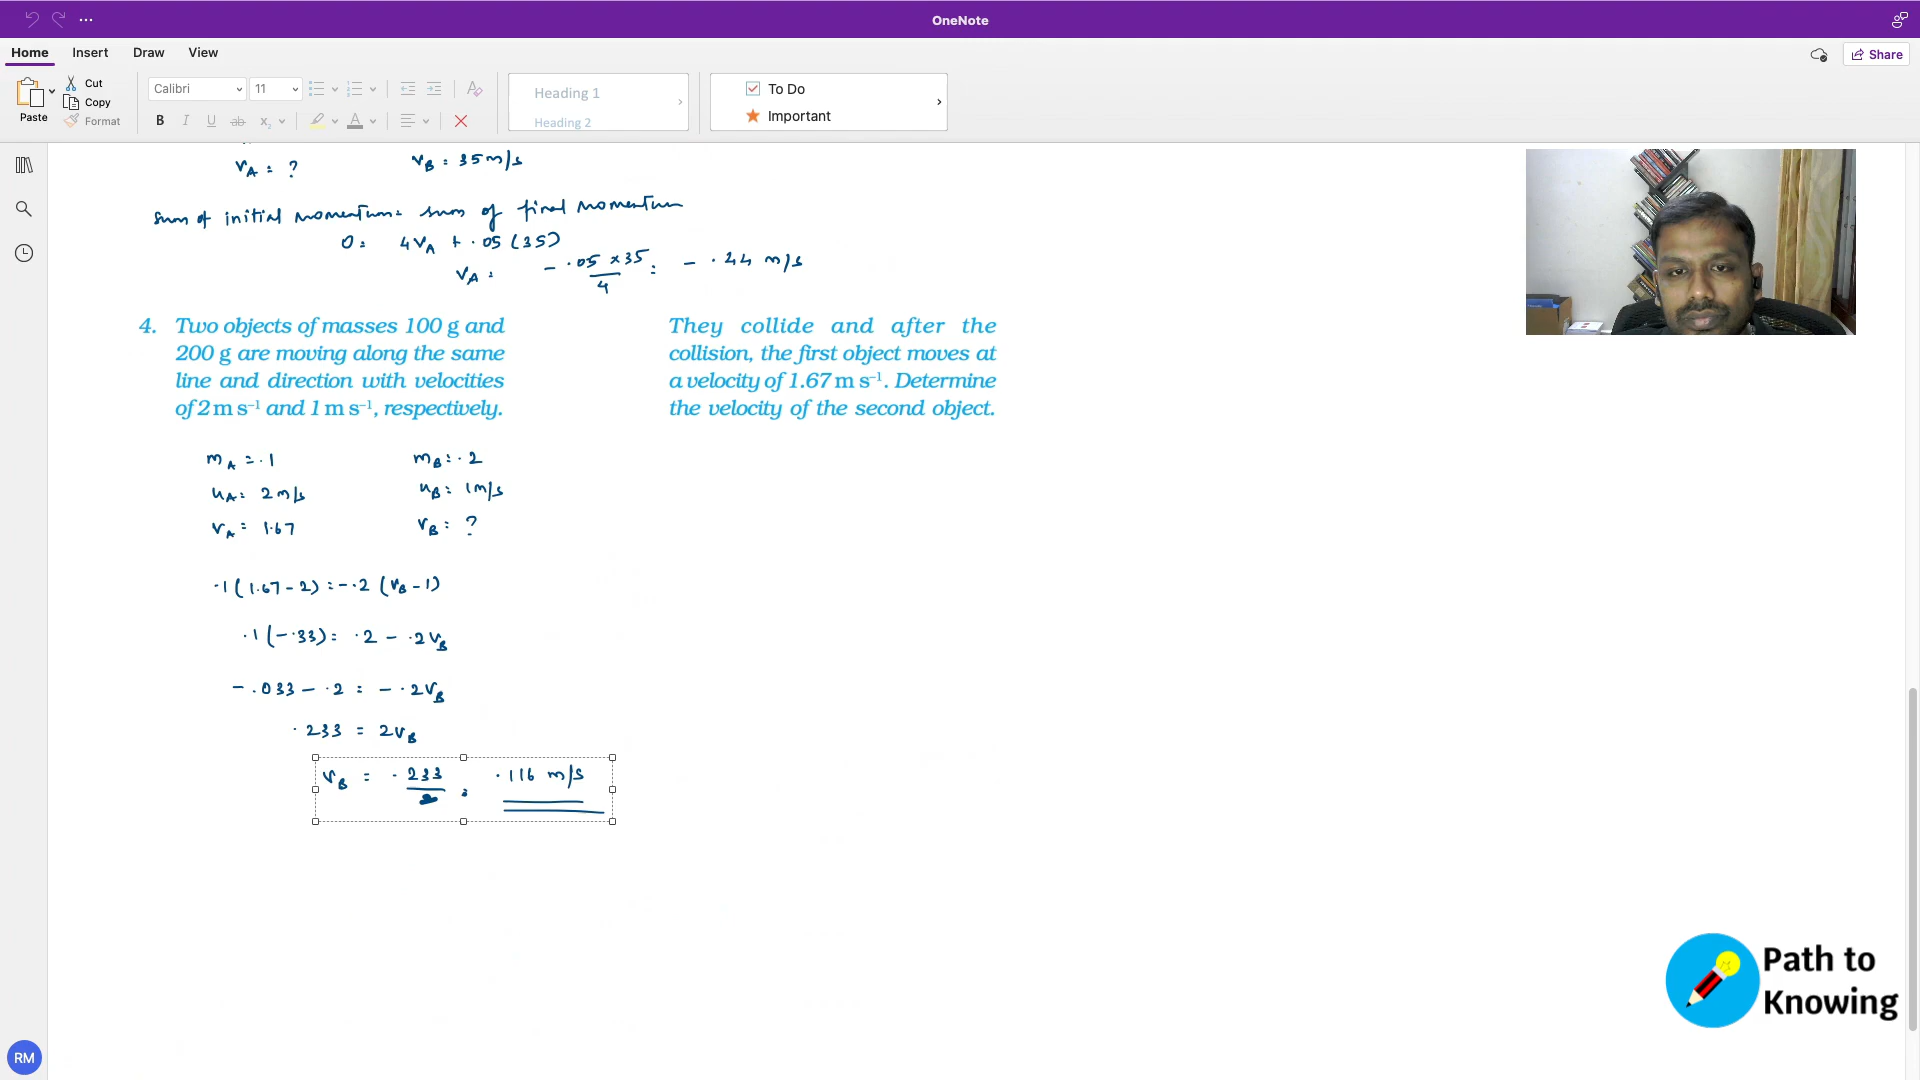 OneNote
Home Insert Draw View
Share
Paste
Cut
Copy
Format
Calibri 11
B I U ab x₂ A
Heading 1
Heading 2
To Do
Important
vA = ? vB = 35 m/s
Sum of initial momentum = sum of final momentum
0 = 4vA + .05 (35)
vA = - .05 × 35 / 4 = - .44 m/s
4. Two objects of masses 100 g and
200 g are moving along the same
line and direction with velocities
of 2 m s⁻¹ and 1 m s⁻¹, respectively.
They collide and after the
collision, the first object moves at
a velocity of 1.67 m s⁻¹. Determine
the velocity of the second object.
mA = .1 mB = .2
uA = 2 m/s uB = 1 m/s
vA = 1.67 vB = ?
.1 (1.67 - 2) = - .2 (vB - 1)
.1 (- .33) = .2 - .2vB
- .033 - .2 = - .2vB
.233 = 2vB
vB = .233 / 2 = .116 m/s
Path to
Knowing
RM